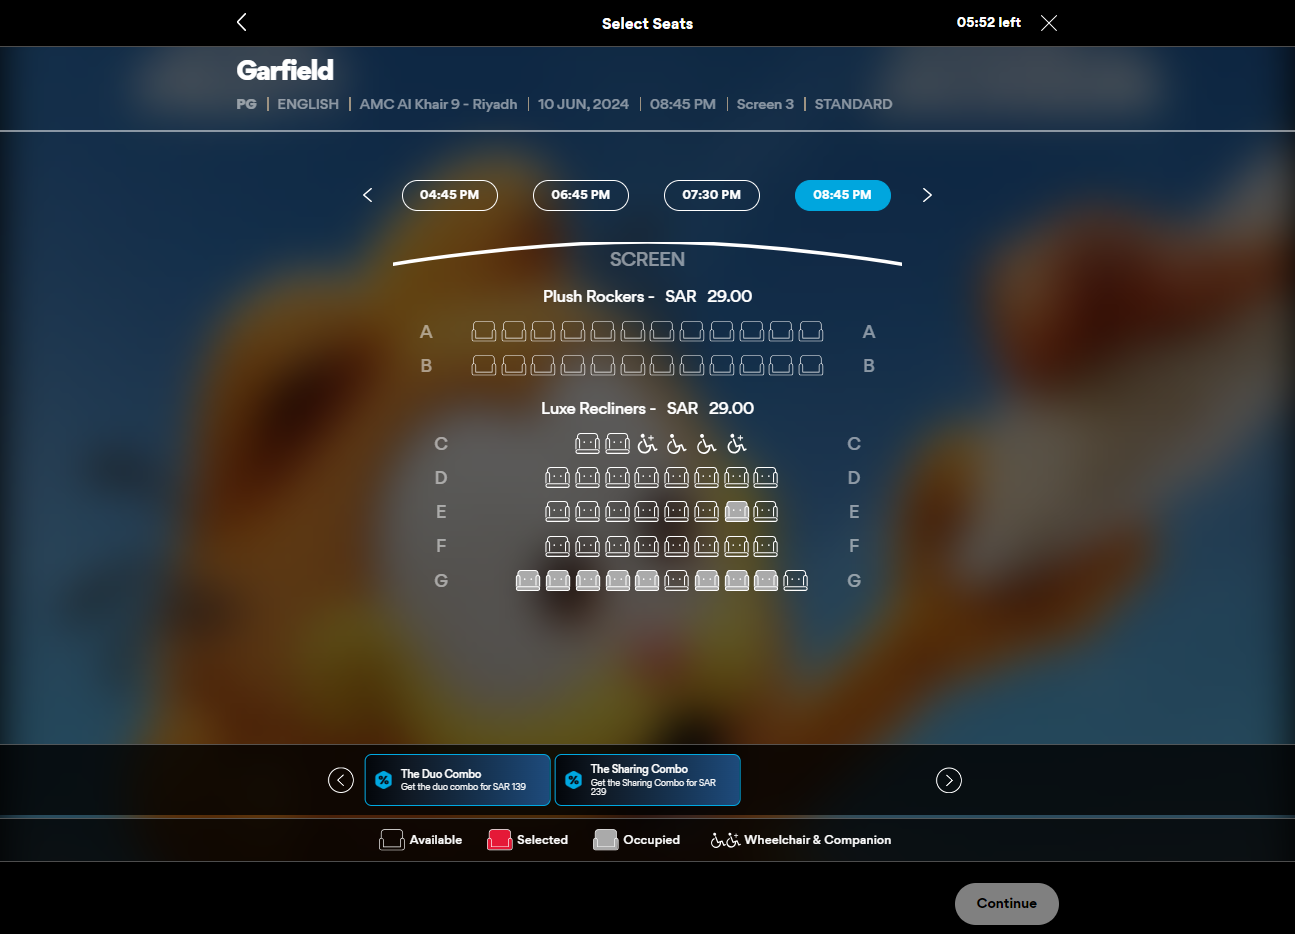 Select Seats
05:52 left
Garfield
PG | ENGLISH | AMC Al Khair 9 - Riyadh | 10 JUN, 2024 | 08:45 PM | Screen 3 | STANDARD
04:45 PM 06:45 PM 07:30 PM 08:45 PM
SCREEN
Plush Rockers - SAR 29.00
A A
B B
Luxe Recliners - SAR 29.00
C C
D D
E E
F F
G G
The Duo Combo
Get the duo combo for SAR 139
The Sharing Combo
Get the Sharing Combo for SAR
239
Available Selected Occupied Wheelchair & Companion
Continue